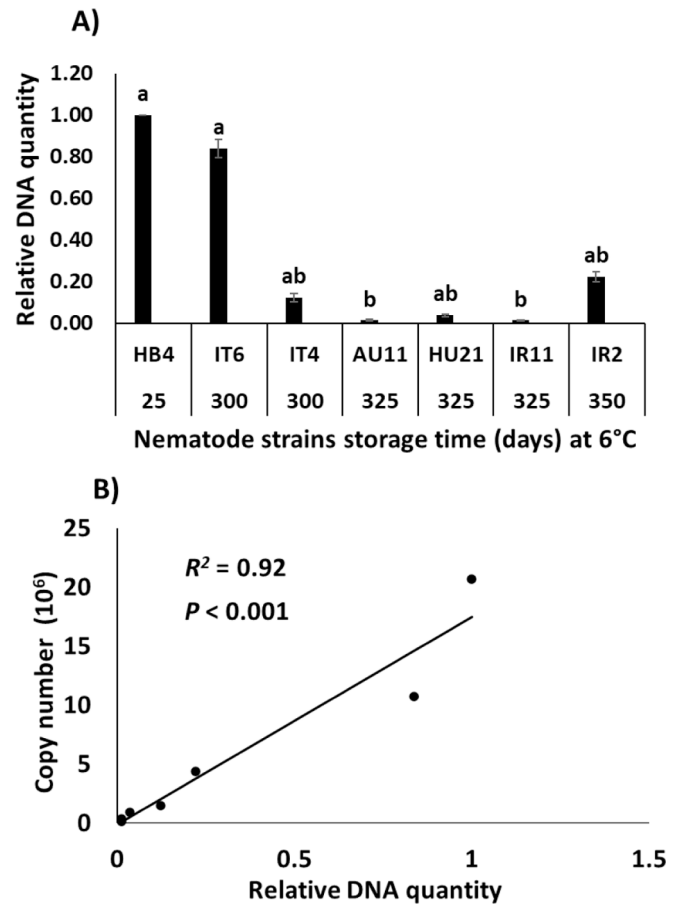 A)
Relative DNA quantity
1.20
1.00
0.80
0.60
0.40
0.20
0.00
a
a
ab
b
ab
b
ab
HB4 IT6 IT4 AU11 HU21 IR11 IR2
25 300 300 325 325 325 350
Nematode strains storage time (days) at 6°C
B)
Copy number (10⁶)
25
20
15
10
5
0
R² = 0.92
P < 0.001
0 0.5 1 1.5
Relative DNA quantity